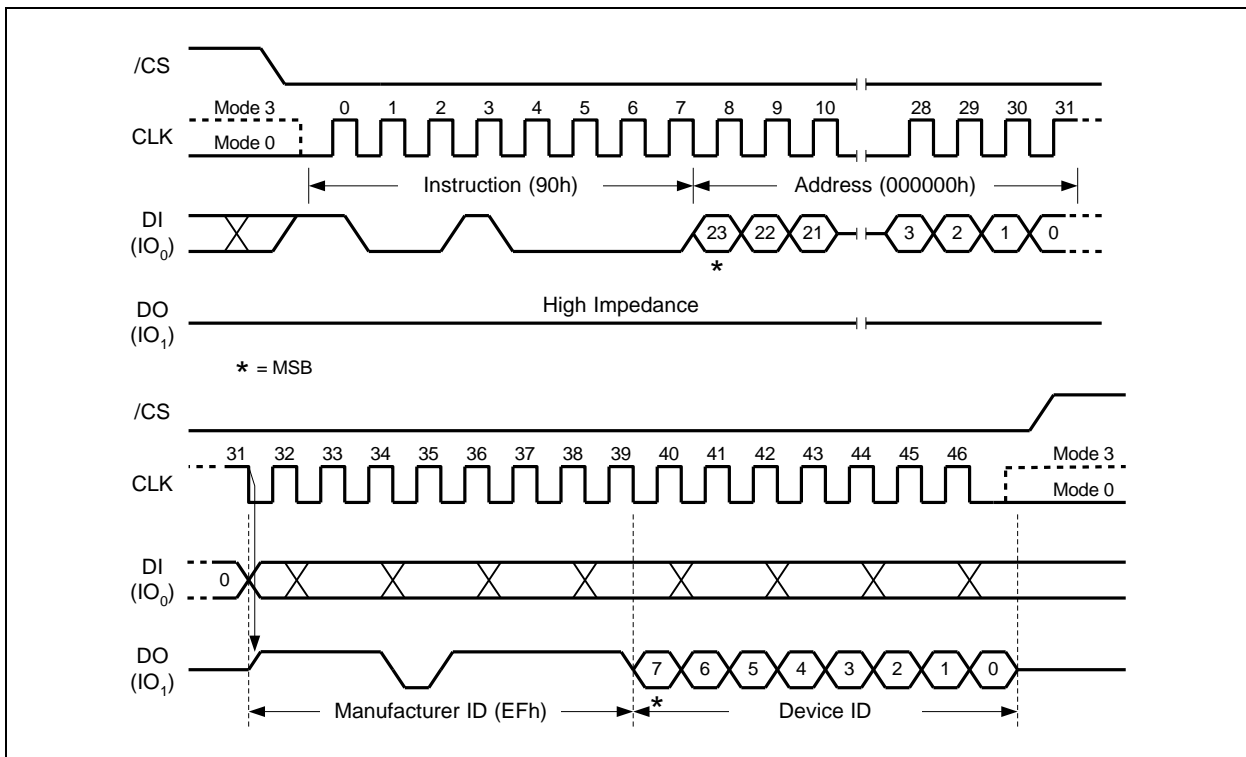 /CS
Mode 3
0 1 2 3 4 5 6 7 8 9 10 28 29 30 31
CLK
Mode 0
Instruction (90h)
Address (000000h)
DI
(IO0)
23 22 21 3 2 1 0
*
DO
(IO1)
High Impedance
* = MSB
/CS
31 32 33 34 35 36 37 38 39 40 41 42 43 44 45 46
Mode 3
CLK
Mode 0
DI
(IO0)
0
DO
(IO1)
7 6 5 4 3 2 1 0
*
Manufacturer ID (EFh)
Device ID